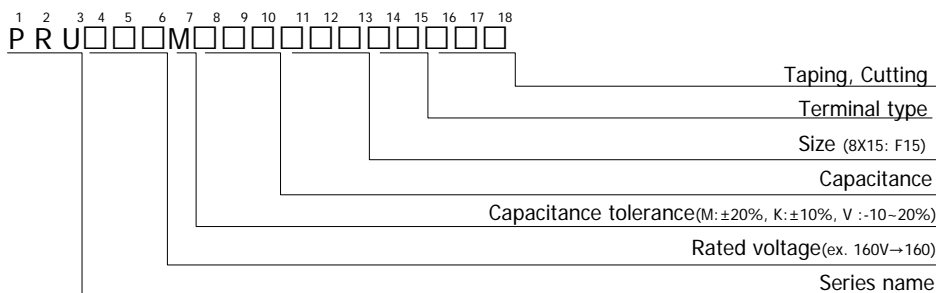 1 2 3 4 5 6 7 8 9 10 11 12 13 14 15 16 17 18
PRU□□□M□□□□□□□□□□□
Taping, Cutting
Terminal type
Size (8X15: F15)
Capacitance
Capacitance tolerance(M:±20%, K:±10%, V :-10~20%)
Rated voltage(ex. 160V→160)
Series name